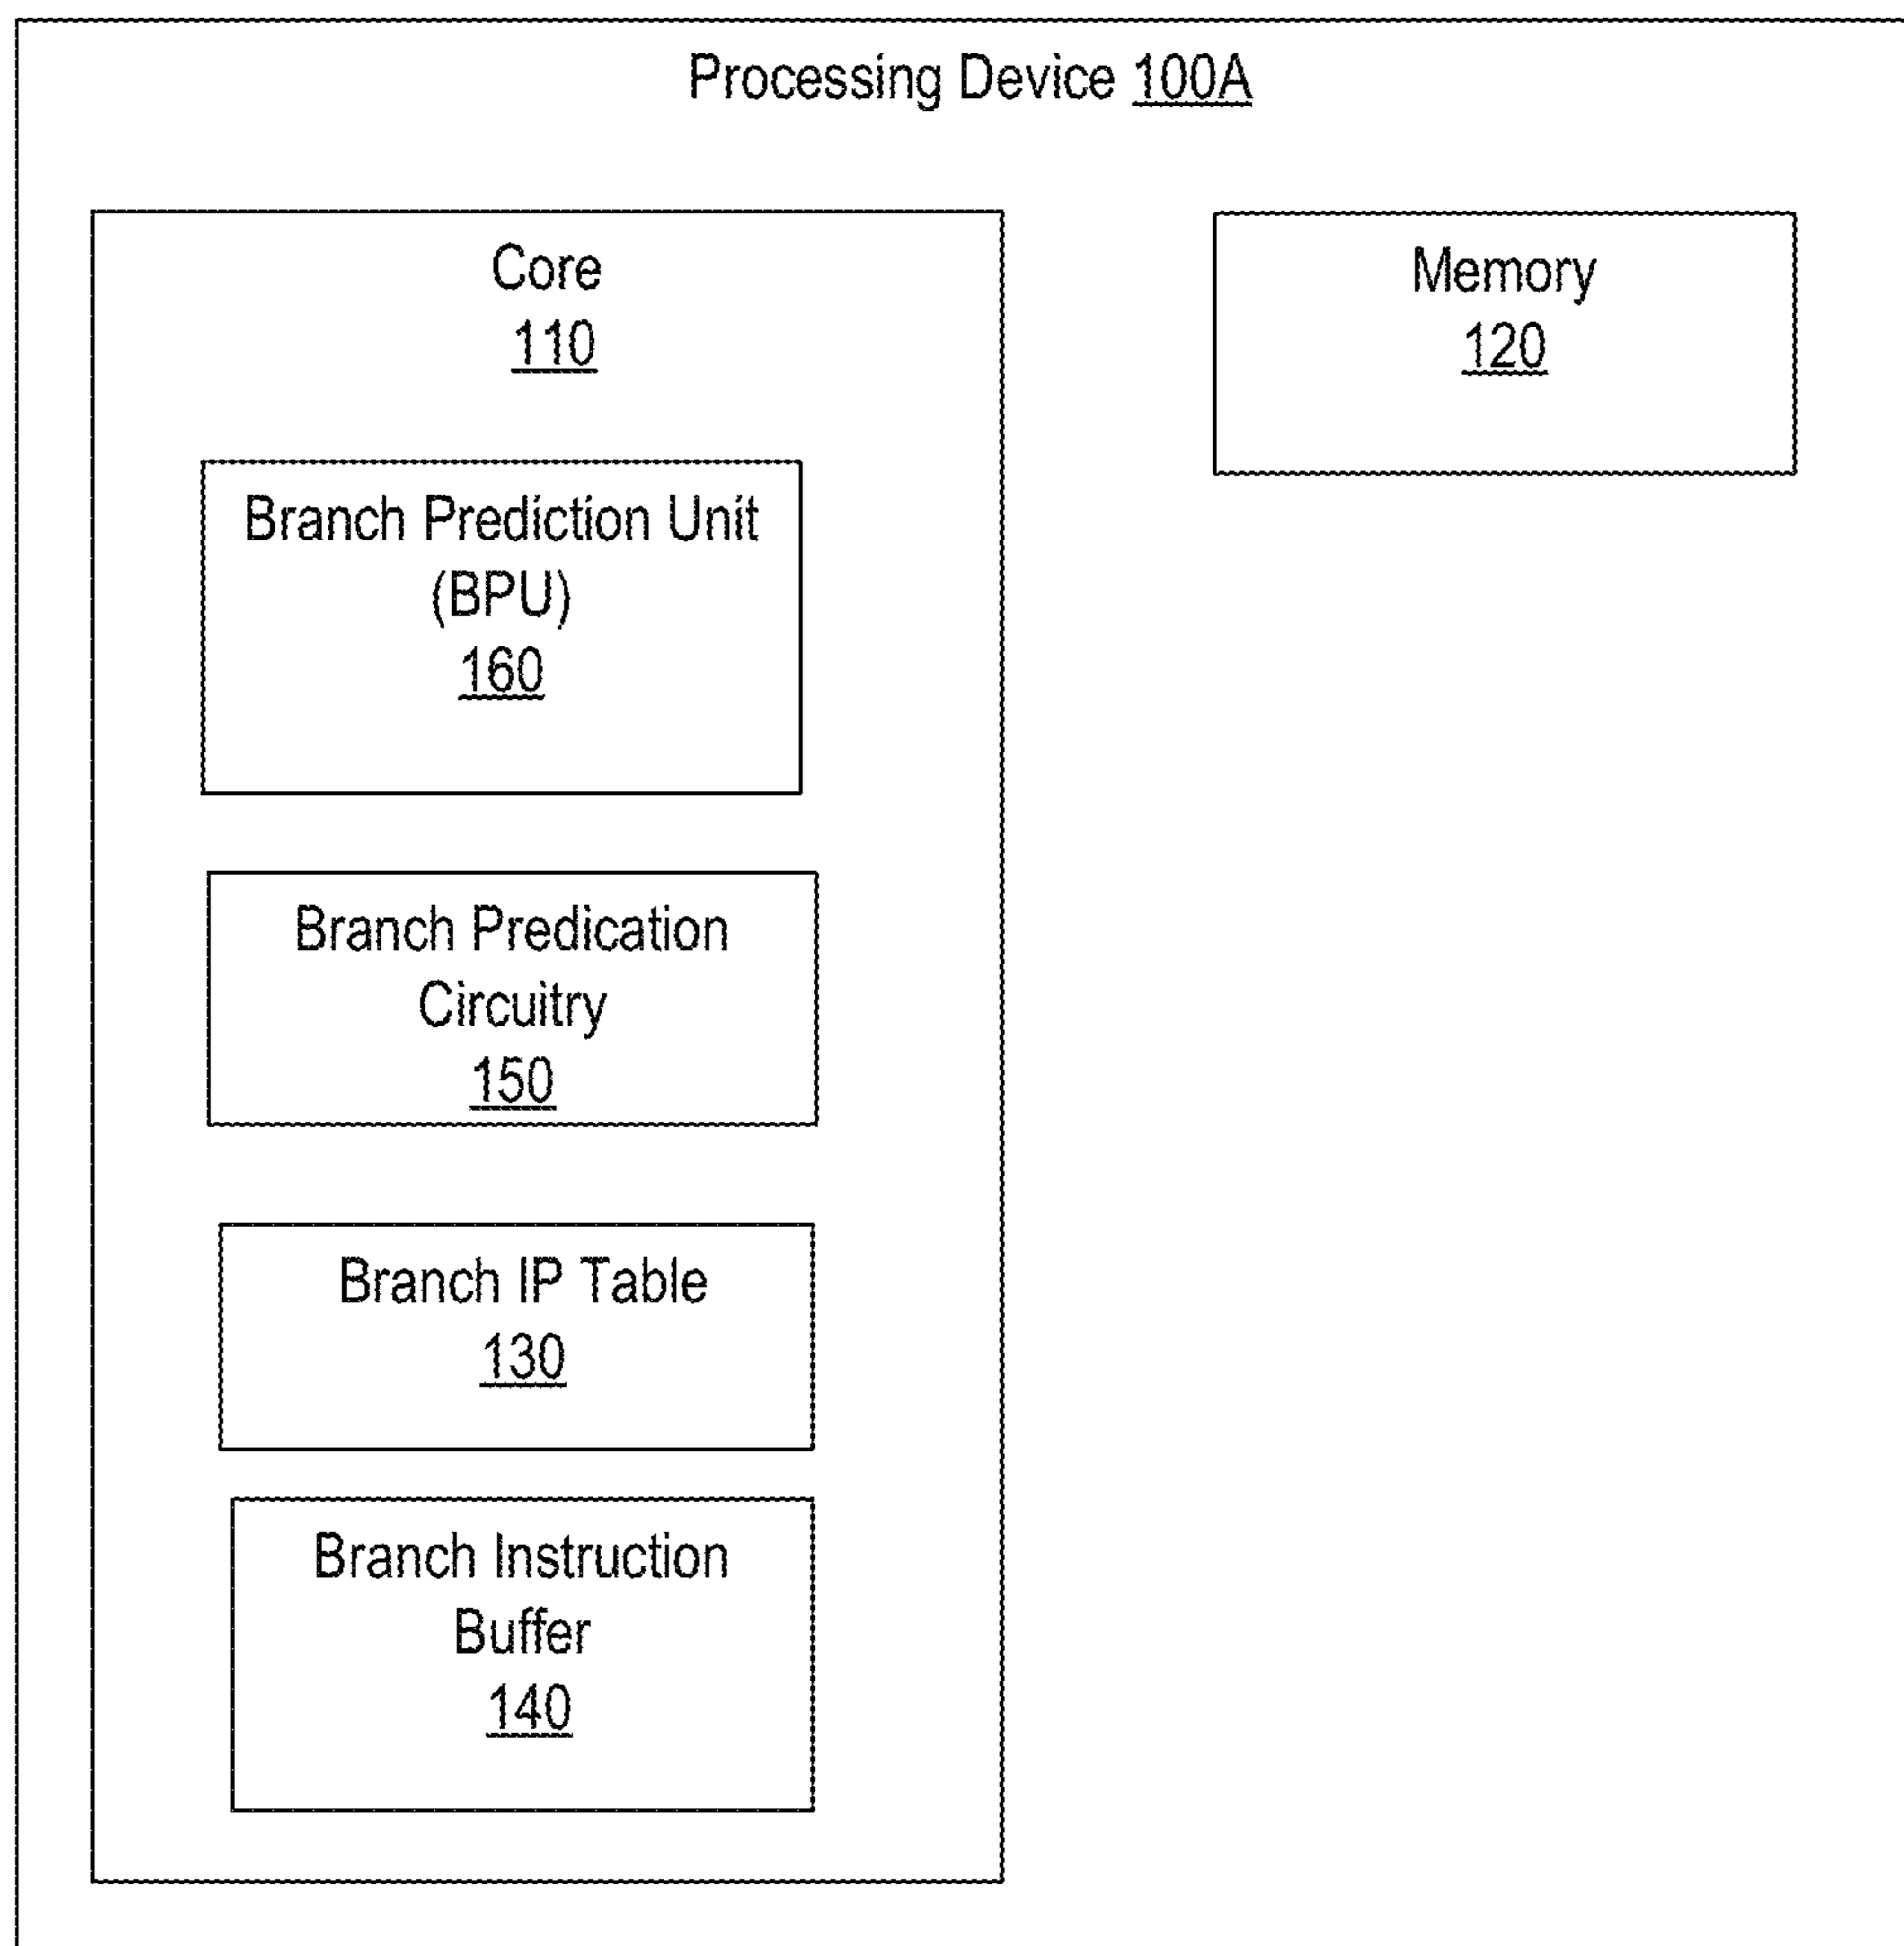 Processing Device 100A
Core
110
Memory
120
Branch Prediction Unit
(BPU)
160
Branch Predication
Circuitry
150
Branch IP Table
130
Branch Instruction
Buffer
140